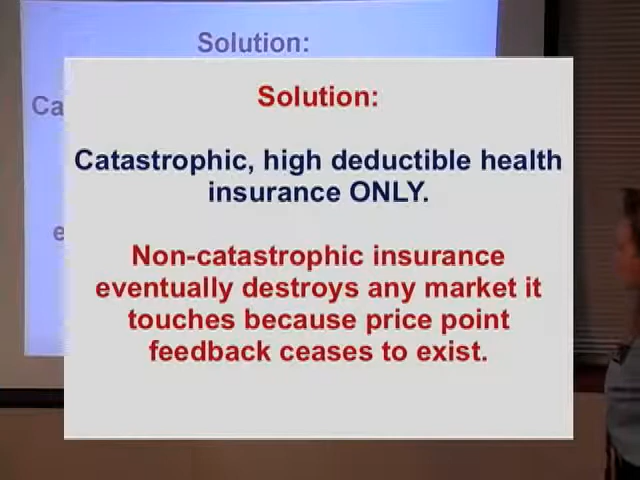 Solution:
Ca
e
Solution:
Catastrophic, high deductible health
insurance ONLY.
Non-catastrophic insurance
eventually destroys any market it
touches because price point
feedback ceases to exist.